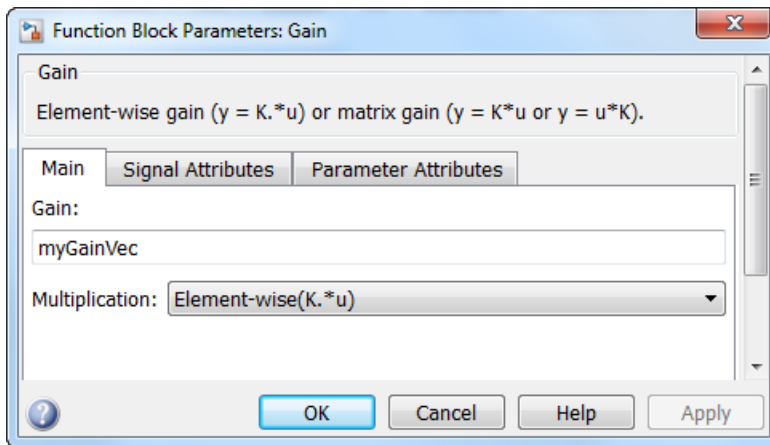 Function Block Parameters: Gain
Gain
Element-wise gain (y = K.*u) or matrix gain (y = K*u or y = u*K).
Main Signal Attributes Parameter Attributes
Gain:
myGainVec
Multiplication: Element-wise(K.*u)
OK Cancel Help Apply